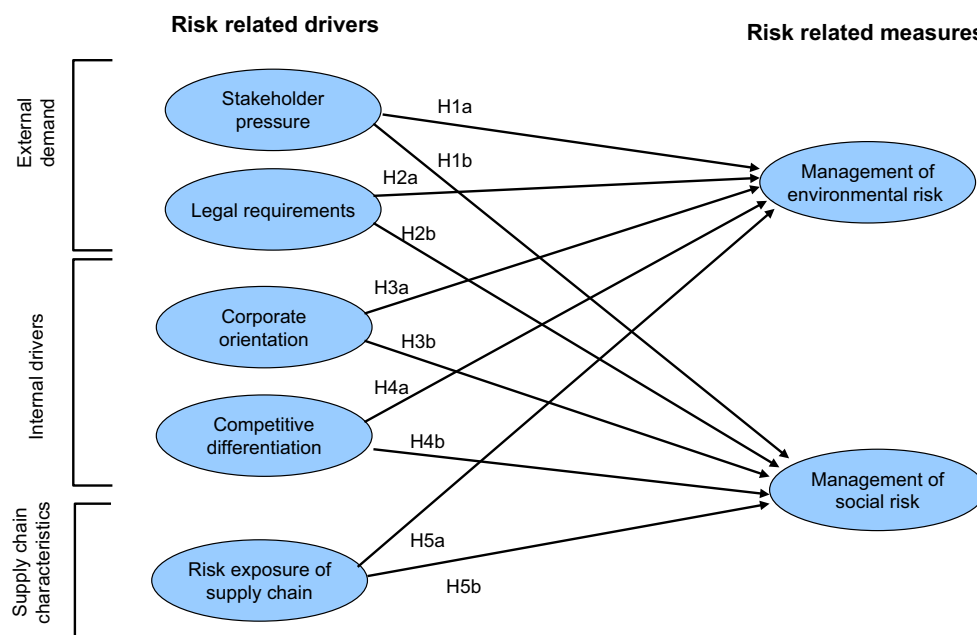 Risk related drivers
Risk related measures
External
demand
Stakeholder
pressure
H1a
H1b
Legal requirements
H2a
H2b
Management of
environmental risk
Internal drivers
Corporate
orientation
H3a
H3b
Competitive
differentiation
H4a
H4b
Management of
social risk
Supply chain
characteristics
Risk exposure of
supply chain
H5a
H5b